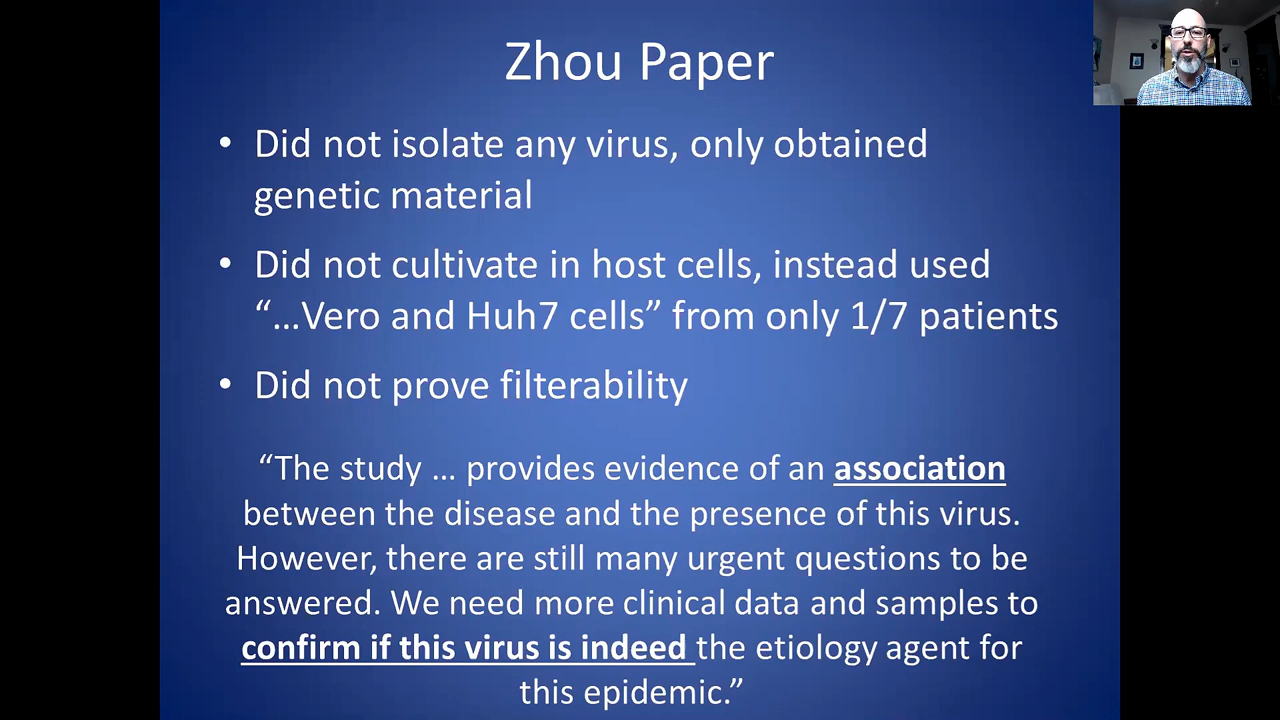 Zhou Paper
• Did not isolate any virus, only obtained
genetic material
• Did not cultivate in host cells, instead used
“…Vero and Huh7 cells” from only 1/7 patients
• Did not prove filterability
“The study … provides evidence of an association
between the disease and the presence of this virus.
However, there are still many urgent questions to be
answered. We need more clinical data and samples to
confirm if this virus is indeed the etiology agent for
this epidemic.”